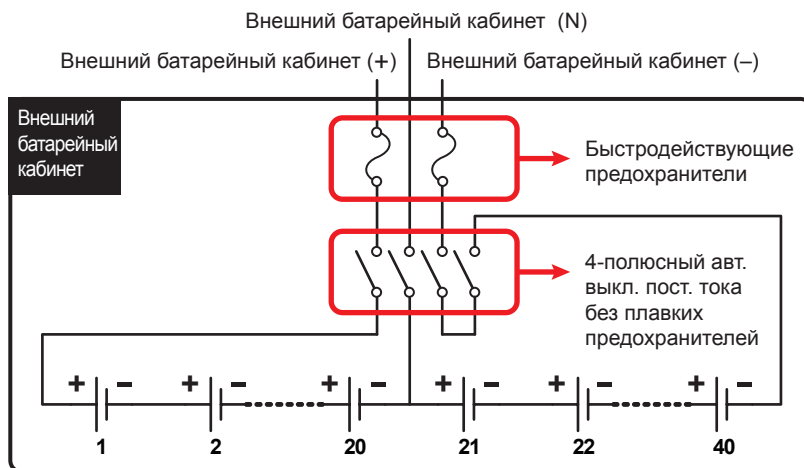 Внешний батарейный кабинет (N)
Внешний батарейный кабинет (+)
Внешний батарейный кабинет (–)
Внешний
батарейный
кабинет
Быстродействующие
предохранители
4-полюсный авт.
выкл. пост. тока
без плавких
предохранителей
+ – + – + – + – + – + –
1 2 20 21 22 40